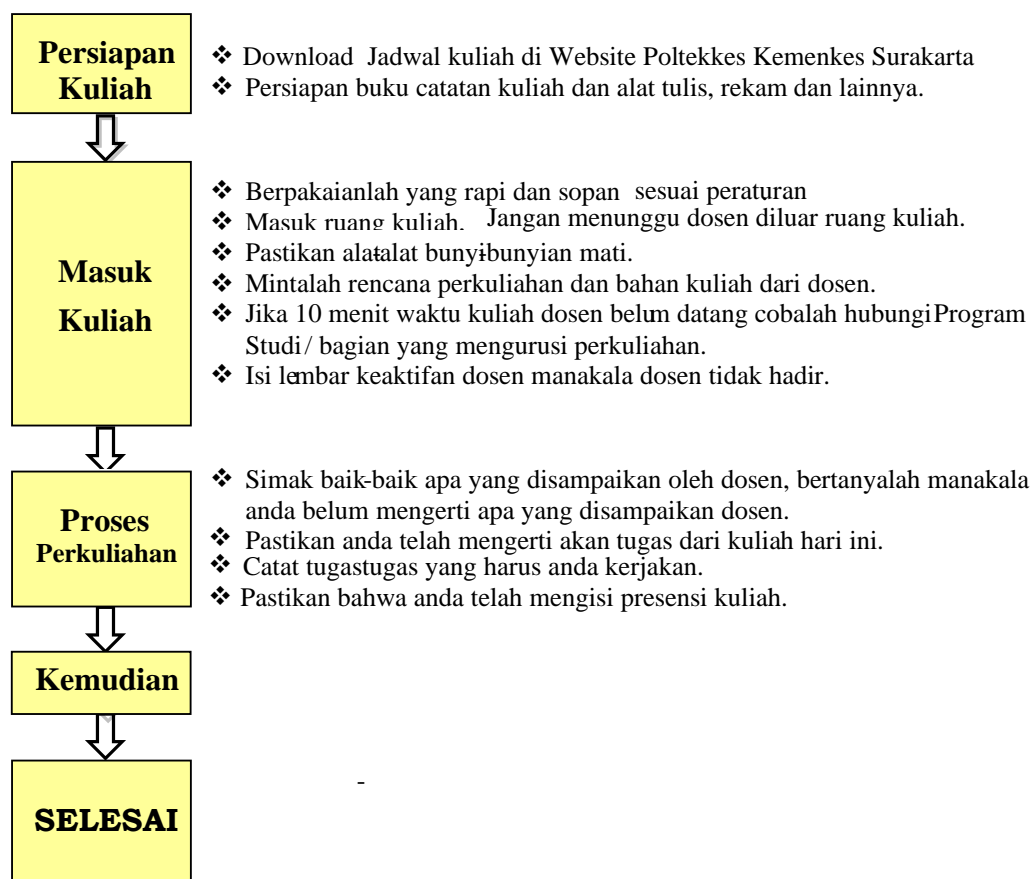 Persiapan
Kuliah
❖ Download Jadwal kuliah di Website Poltekkes Kemenkes Surakarta
❖ Persiapan buku catatan kuliah dan alat tulis, rekam dan lainnya.
Masuk
Kuliah
❖ Berpakaianlah yang rapi dan sopan sesuai peraturan
❖ Masuk ruang kuliah. Jangan menunggu dosen diluar ruang kuliah.
❖ Pastikan alat-alat bunyi-bunyian mati.
❖ Mintalah rencana perkuliahan dan bahan kuliah dari dosen.
❖ Jika 10 menit waktu kuliah dosen belum datang cobalah hubungi Program
Studi / bagian yang mengurusi perkuliahan.
❖ Isi lembar keaktifan dosen manakala dosen tidak hadir.
Proses
Perkuliahan
❖ Simak baik-baik apa yang disampaikan oleh dosen, bertanyalah manakala
anda belum mengerti apa yang disampaikan dosen.
❖ Pastikan anda telah mengerti akan tugas dari kuliah hari ini.
❖ Catat tugastugas yang harus anda kerjakan.
❖ Pastikan bahwa anda telah mengisi presensi kuliah.
Kemudian
-
SELESAI